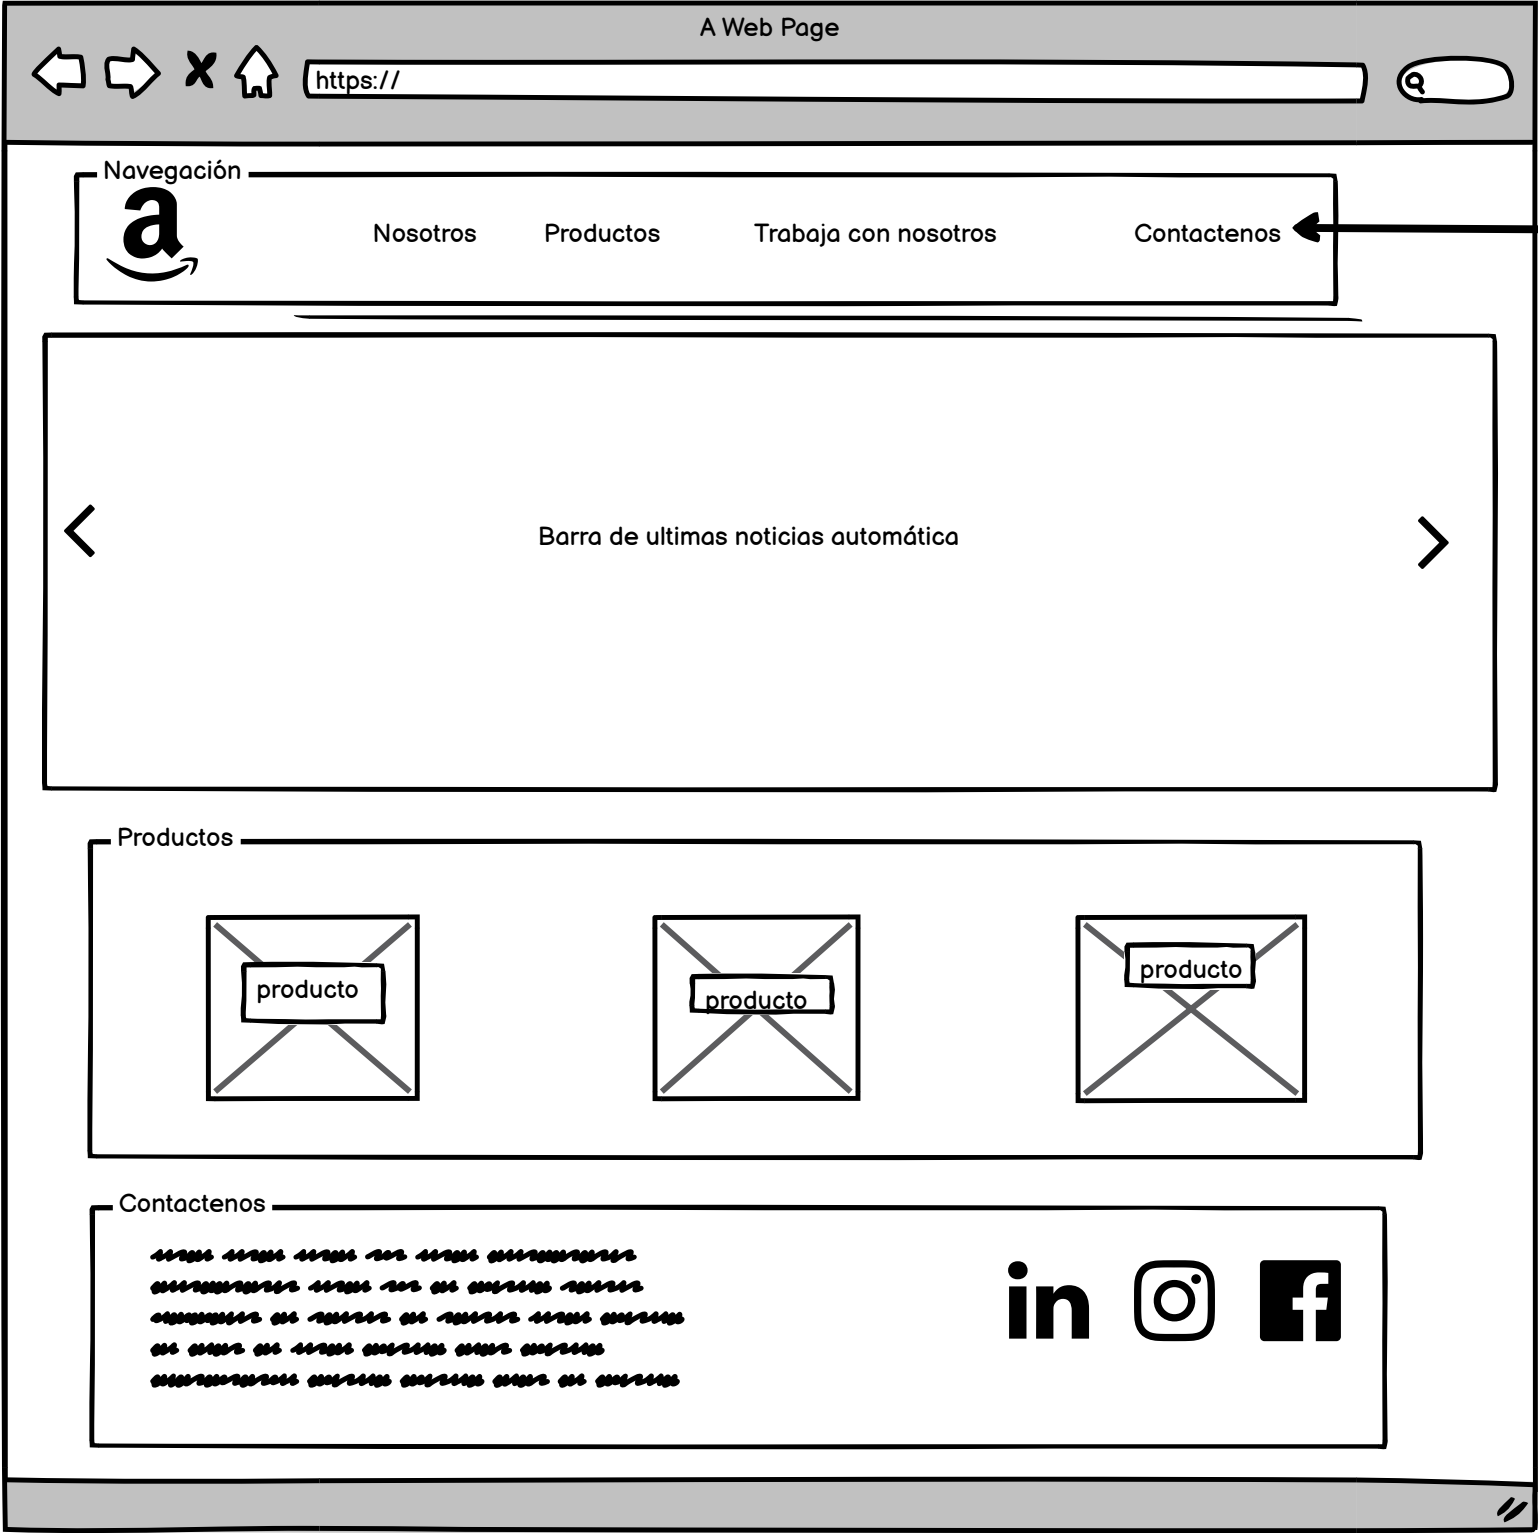 A Web Page
https://
Navegación
a
Nosotros Productos Trabaja con nosotros Contactenos
Barra de ultimas noticias automática
Productos
producto producto producto
Contactenos
in